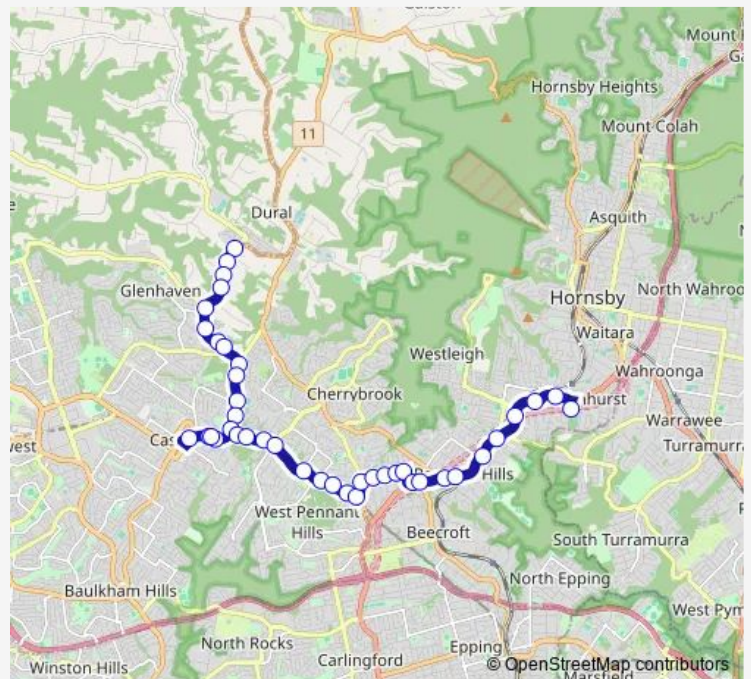 Mount
Hornsby Heights
Mount Colah
11
Dural
Asquith
Glenhaven
Hornsby
North Wahroo
Waitara
Westleigh
Wahroonga
Cherrybrook
Warrawee
Turramurr
Hills
West Pennant
Hills
Beecroft
South Turramurra
North Epping
Baulkham Hills
West Pym
North Rocks
Epping
Carlingford
Winston Hills
© OpenStreetMap contributors